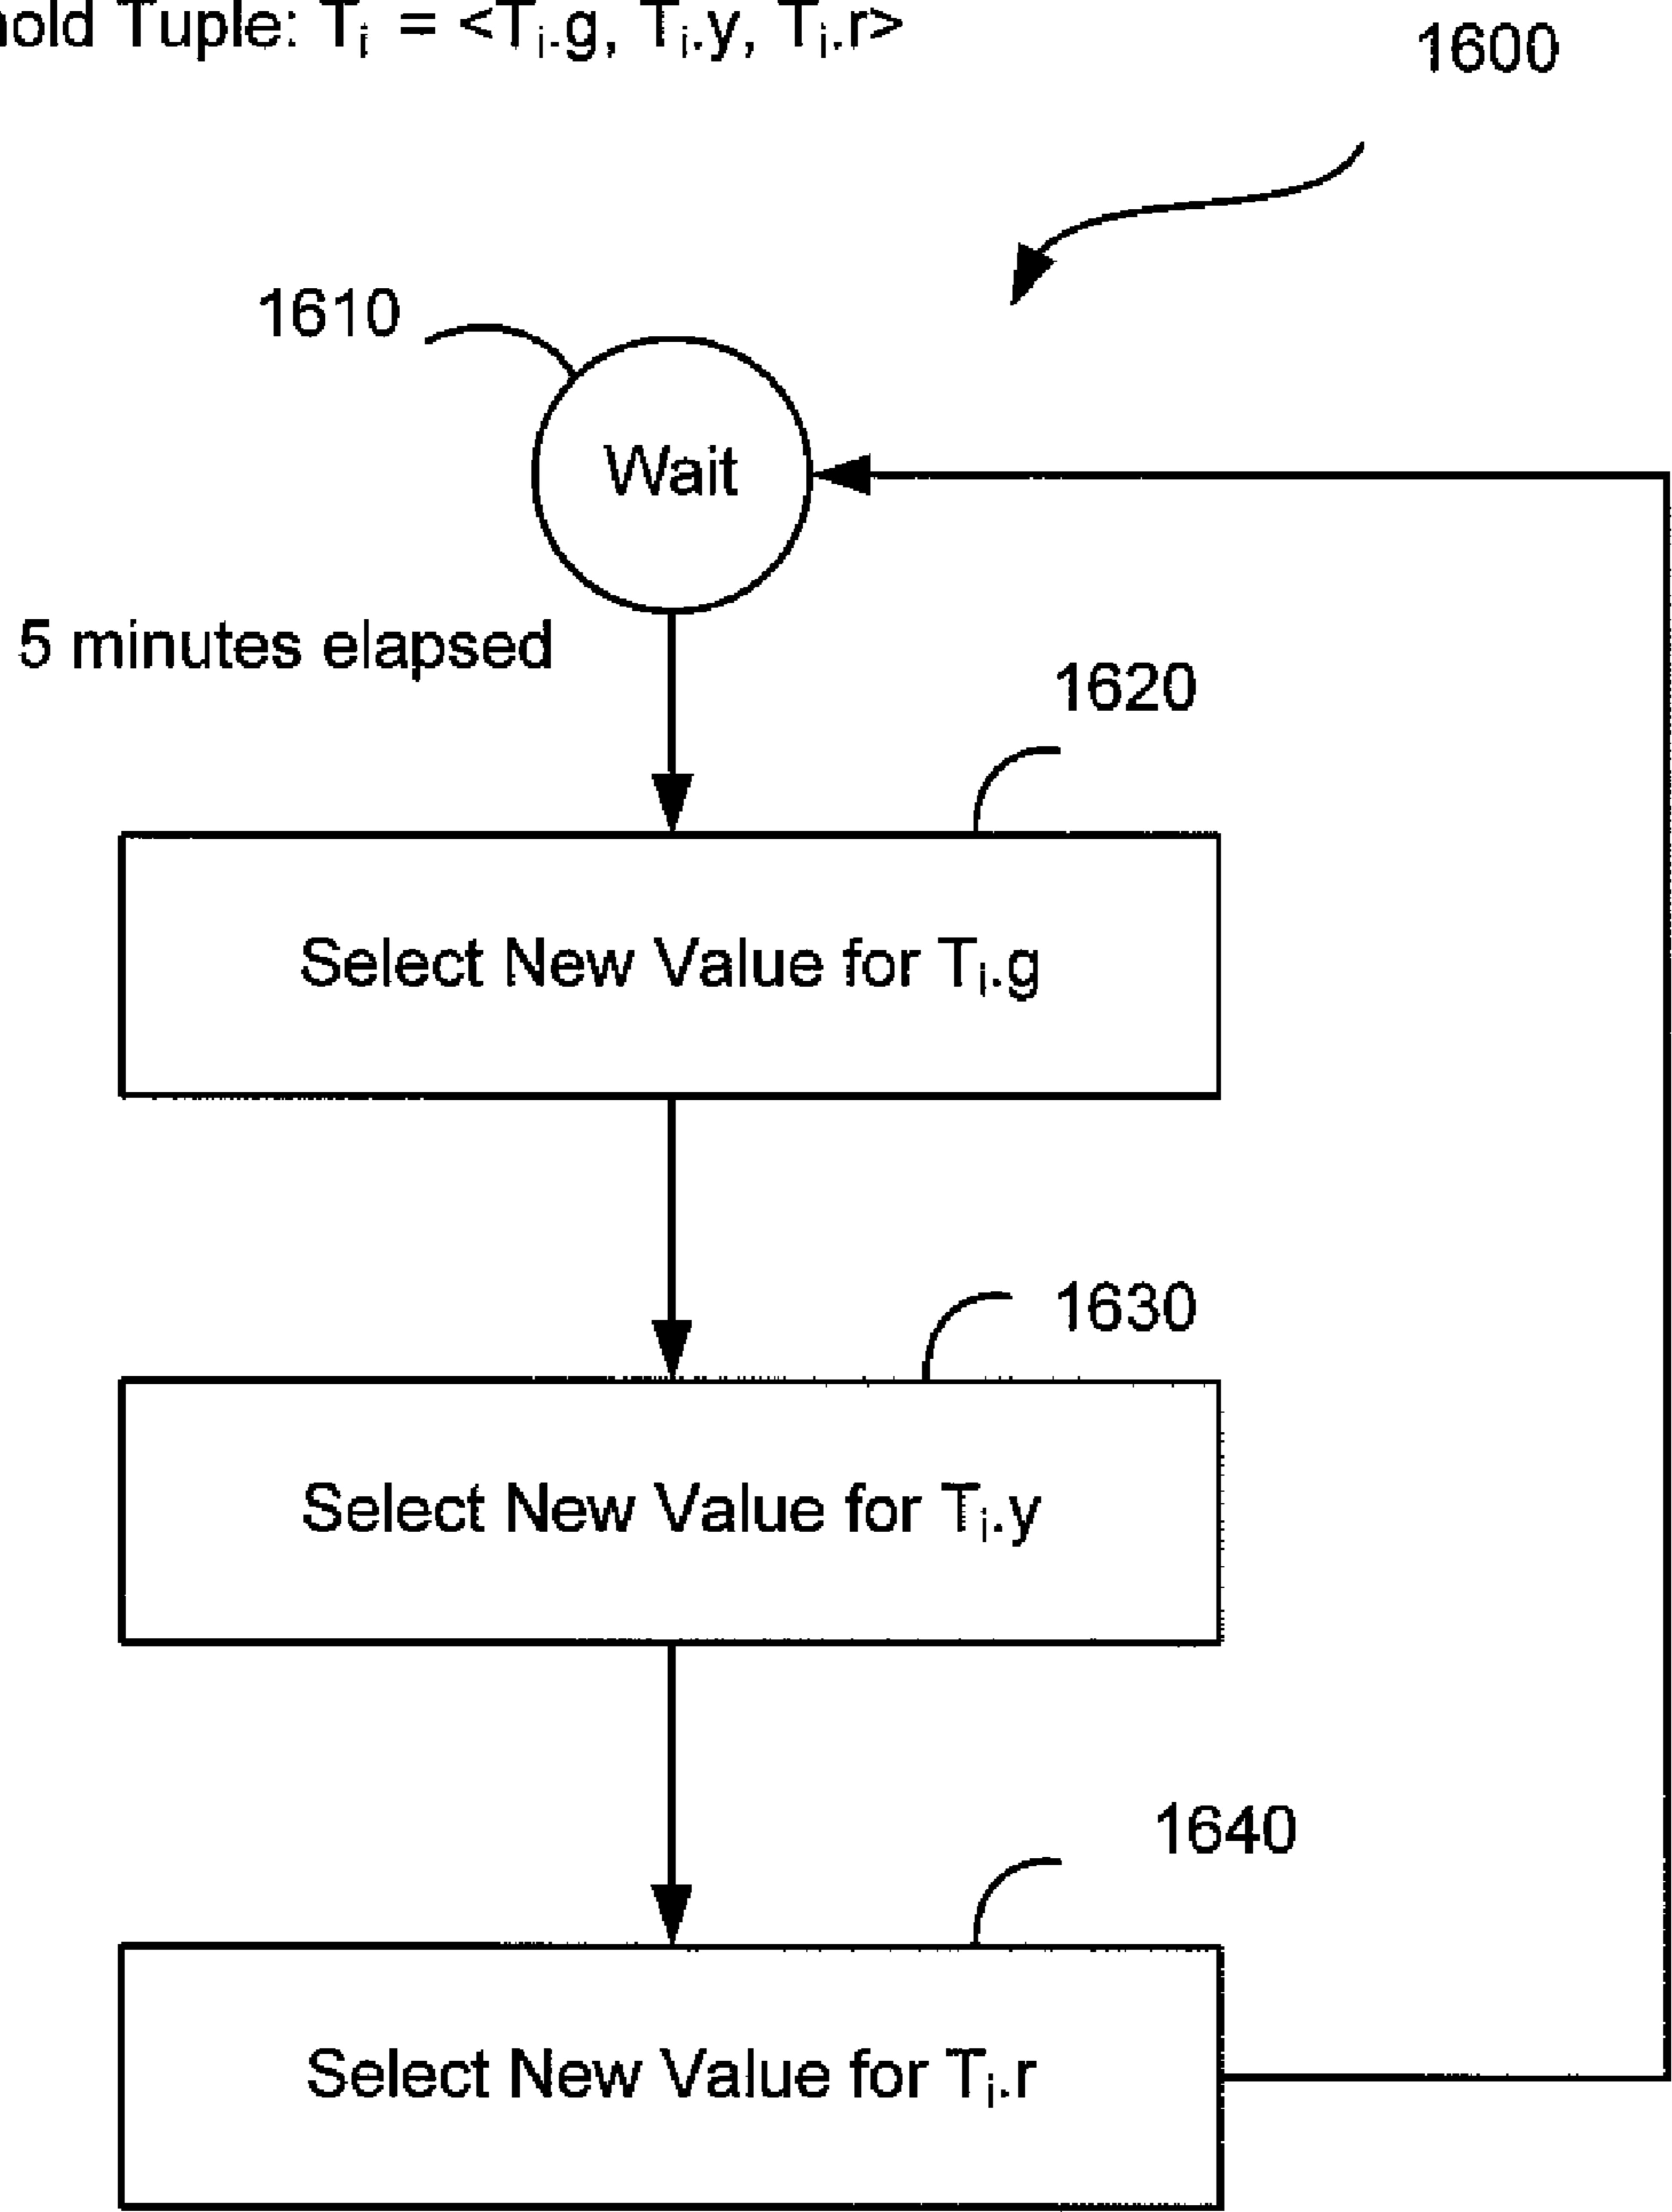 hold Tuple: Tᵢ = <Tᵢ.g, Tᵢ.y, Tᵢ.r>
1600
1610
Wait
5 minutes elapsed
1620
Select New Value for Tᵢ.g
1630
Select New Value for Tᵢ.y
1640
Select New Value for Tᵢ.r